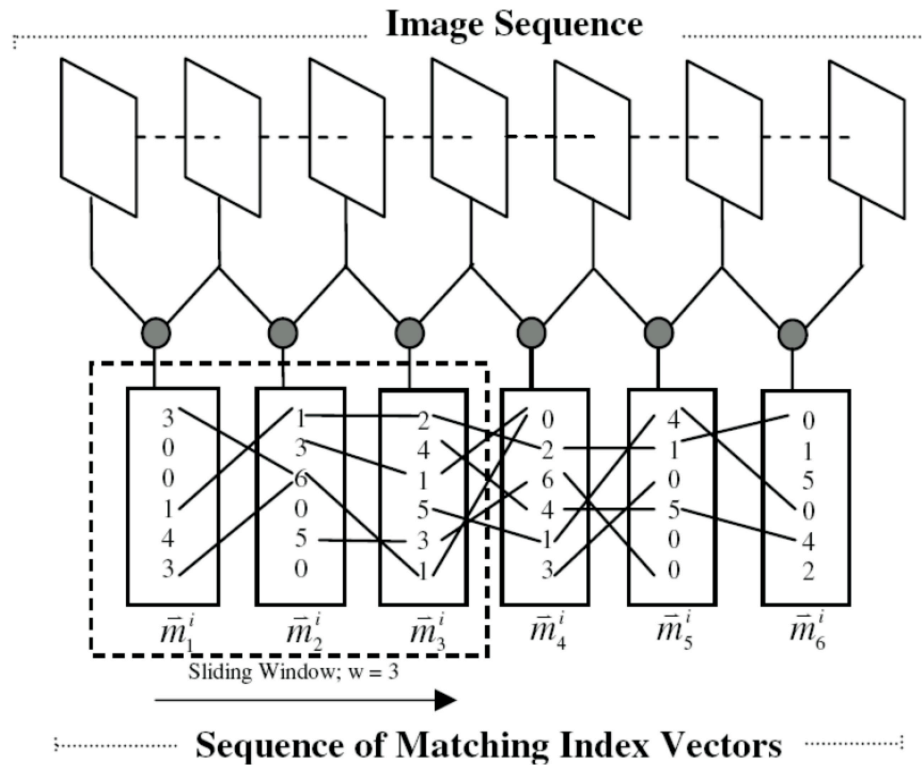 Image Sequence
3 1 2 0 4 0
0 3 4 2 1 1
0 6 1 6 0 5
1 0 5 4 5 0
4 5 3 1 0 4
3 0 1 3 0 2
m̄₁ⁱ m̄₂ⁱ m̄₃ⁱ m̄₄ⁱ m̄₅ⁱ m̄₆ⁱ
Sliding Window; w = 3
Sequence of Matching Index Vectors